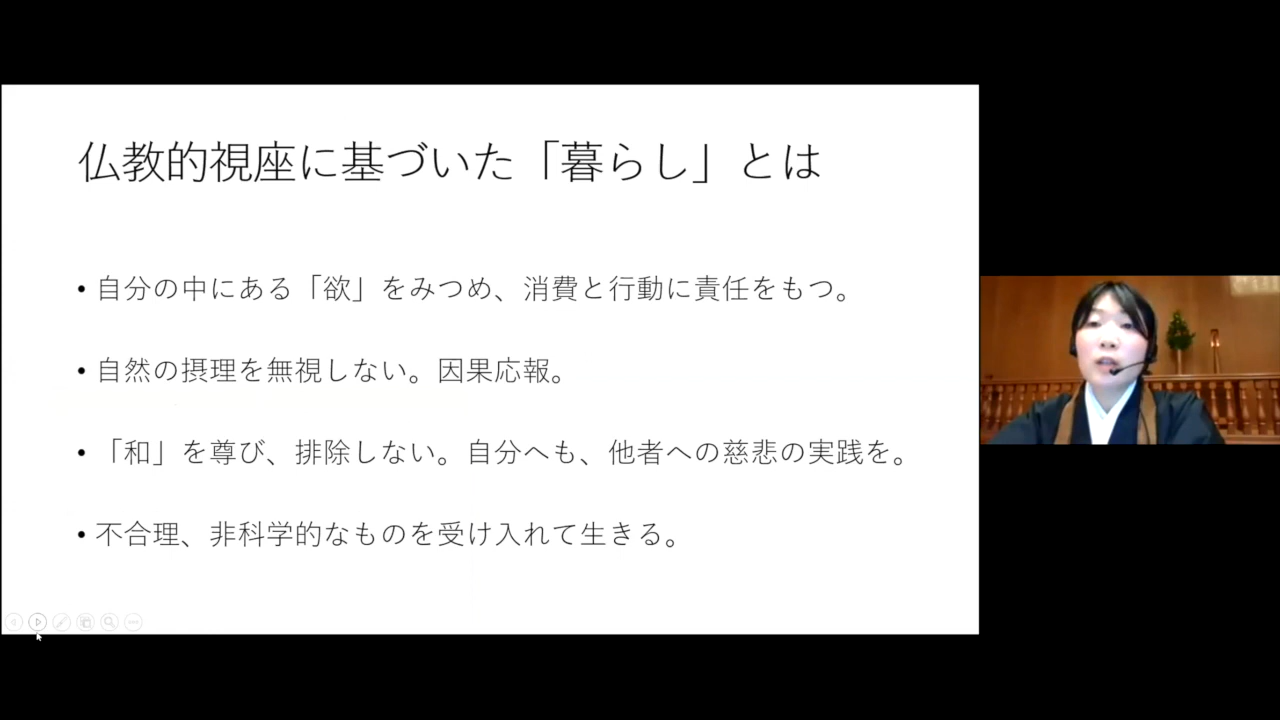 仏教的視座に基づいた「暮らし」とは
• 自分の中にある「欲」をみつめ、消費と行動に責任をもつ。
• 自然の摂理を無視しない。因果応報。
• 「和」を尊び、排除しない。自分へも、他者への慈悲の実践を。
• 不合理、非科学的なものを受け入れて生きる。